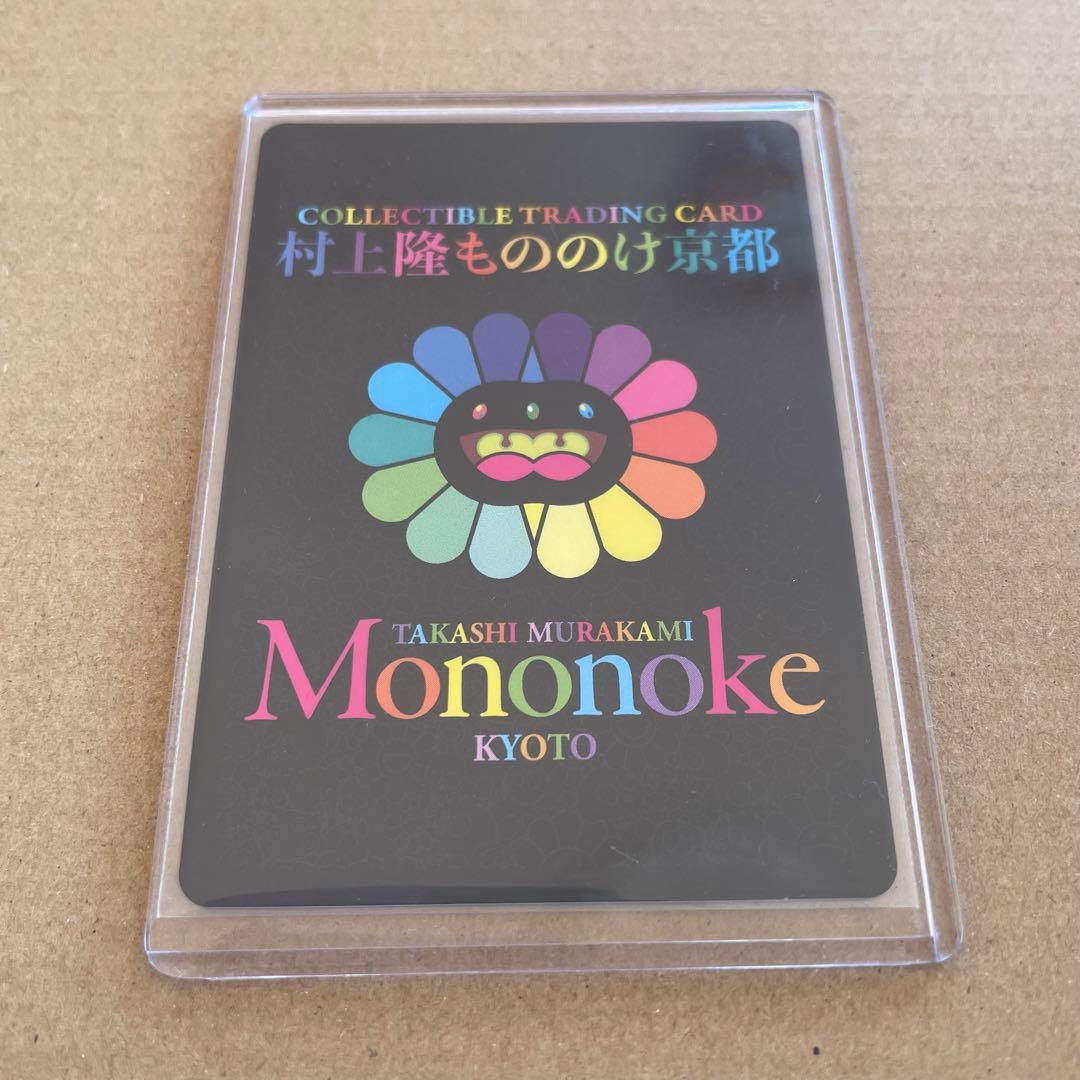 COLLECTIBLE TRADING CARD
村上隆もののけ京都
TAKASHI MURAKAMI
Mononoke
KYOTO